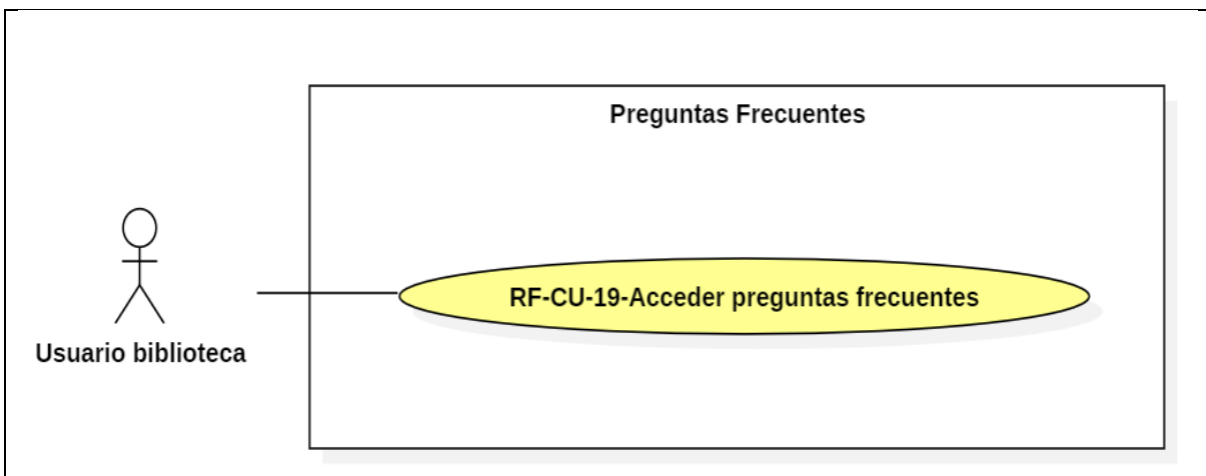 Preguntas Frecuentes
RF-CU-19-Acceder preguntas frecuentes
Usuario biblioteca